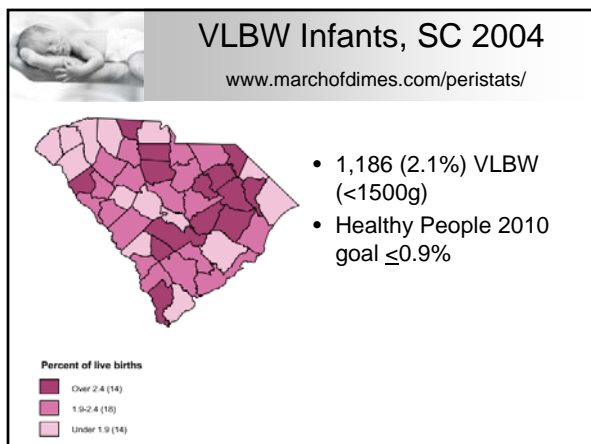 VLBW Infants, SC 2004
www.marchofdimes.com/peristats/
• 1,186 (2.1%) VLBW
(<1500g)
• Healthy People 2010
goal ≤0.9%
Percent of live births
Over 2.4 (14)
1.9-2.4 (18)
Under 1.9 (14)